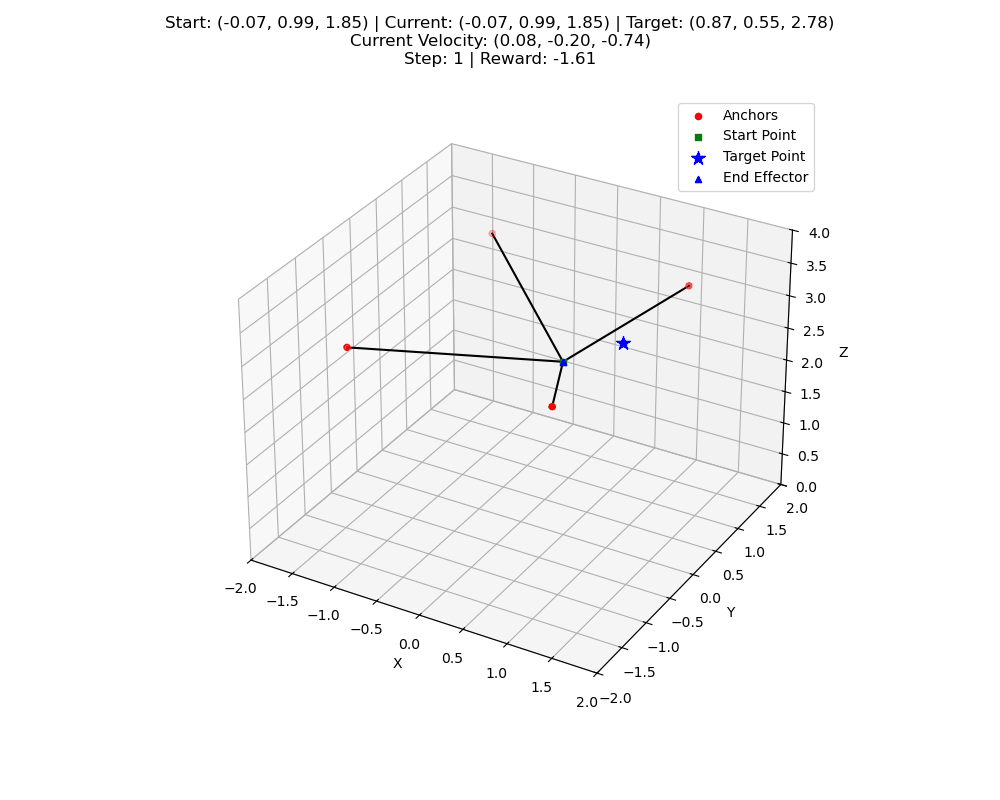 Start: (-0.07, 0.99, 1.85) | Current: (-0.07, 0.99, 1.85) | Target: (0.87, 0.55, 2.78)
Current Velocity: (0.08, -0.20, -0.74)
Step: 1 | Reward: -1.61
Anchors
Start Point
Target Point
End Effector
4.0
3.5
3.0
2.5
2.0
1.5
1.0
0.5
0.0
Z
2.0
1.5
1.0
0.5
0.0
−0.5
−1.0
−1.5
−2.0
Y
−2.0
−1.5
−1.0
−0.5
0.0
0.5
1.0
1.5
2.0
X